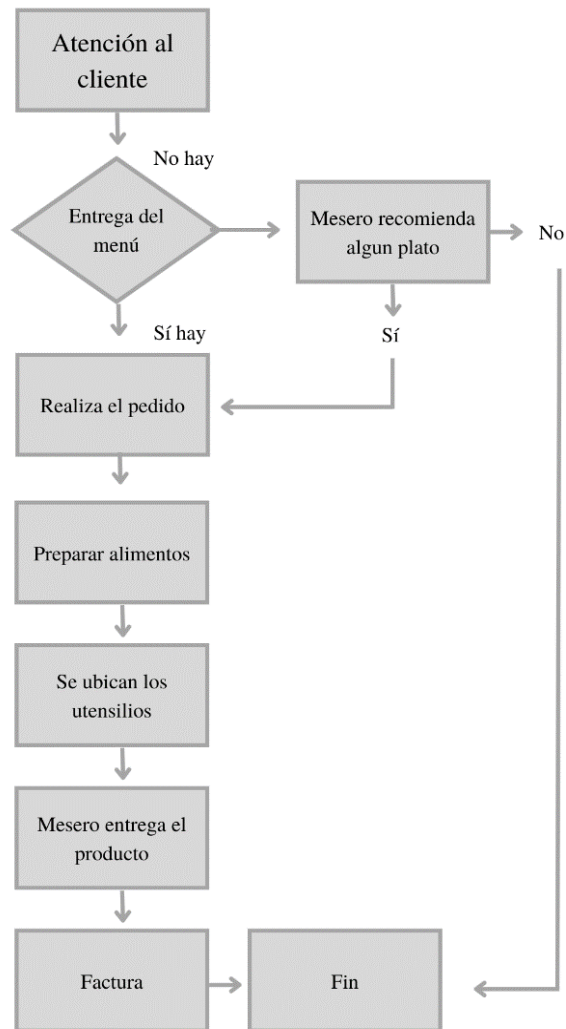 Atención al
cliente
No hay
Entrega del
menú
Mesero recomienda
algun plato
No
Sí hay
Sí
Realiza el pedido
Preparar alimentos
Se ubican los
utensilios
Mesero entrega el
producto
Factura
Fin